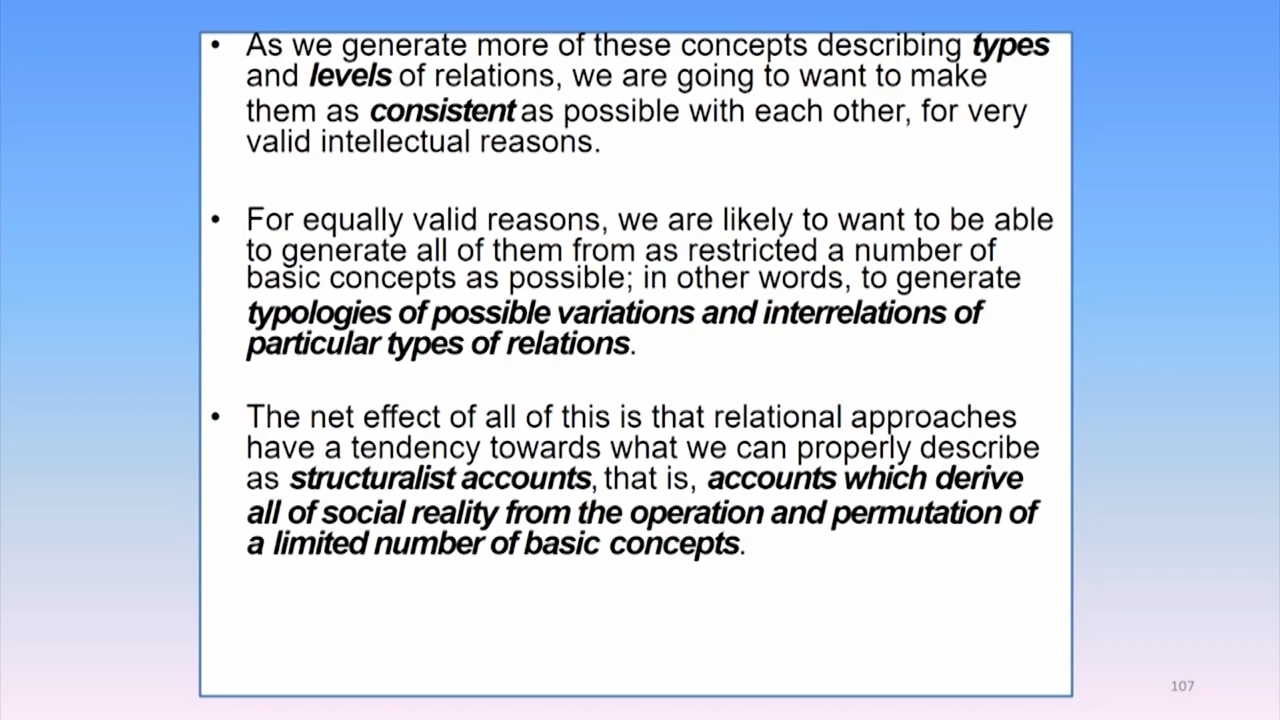 • As we generate more of these concepts describing types
and levels of relations, we are going to want to make
them as consistent as possible with each other, for very
valid intellectual reasons.
• For equally valid reasons, we are likely to want to be able
to generate all of them from as restricted a number of
basic concepts as possible; in other words, to generate
typologies of possible variations and interrelations of
particular types of relations.
• The net effect of all of this is that relational approaches
have a tendency towards what we can properly describe
as structuralist accounts, that is, accounts which derive
all of social reality from the operation and permutation of
a limited number of basic concepts.
107